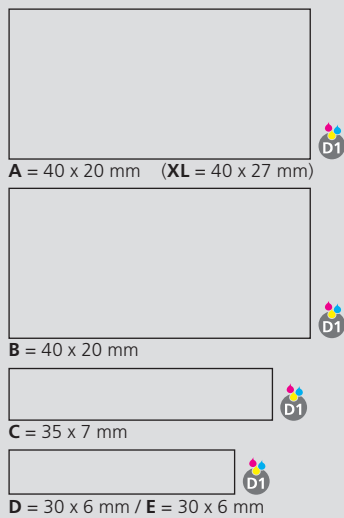 D1
A = 40 x 20 mm (XL = 40 x 27 mm)
D1
B = 40 x 20 mm
D1
C = 35 x 7 mm
D1
D = 30 x 6 mm / E = 30 x 6 mm